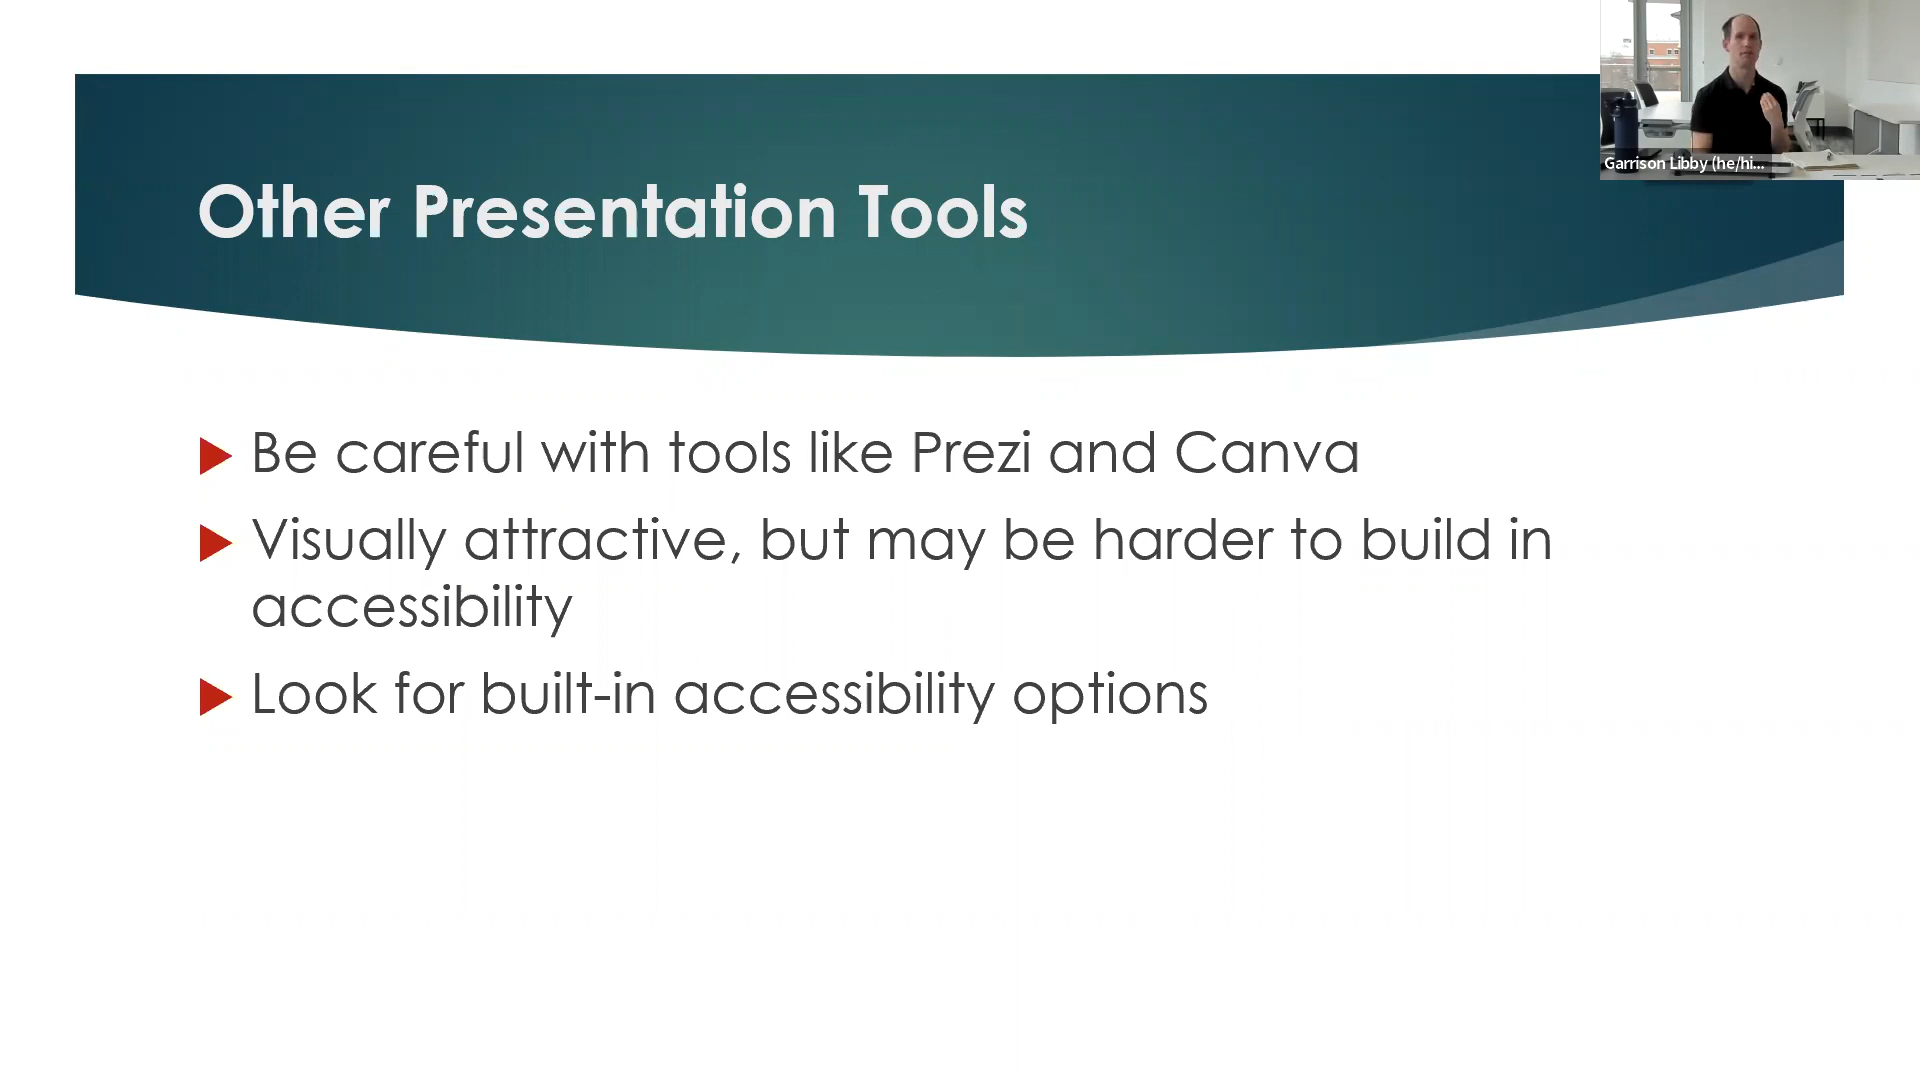 Other Presentation Tools
Garrison Libby (he/hi...
Be careful with tools like Prezi and Canva
Visually attractive, but may be harder to build in
accessibility
Look for built-in accessibility options